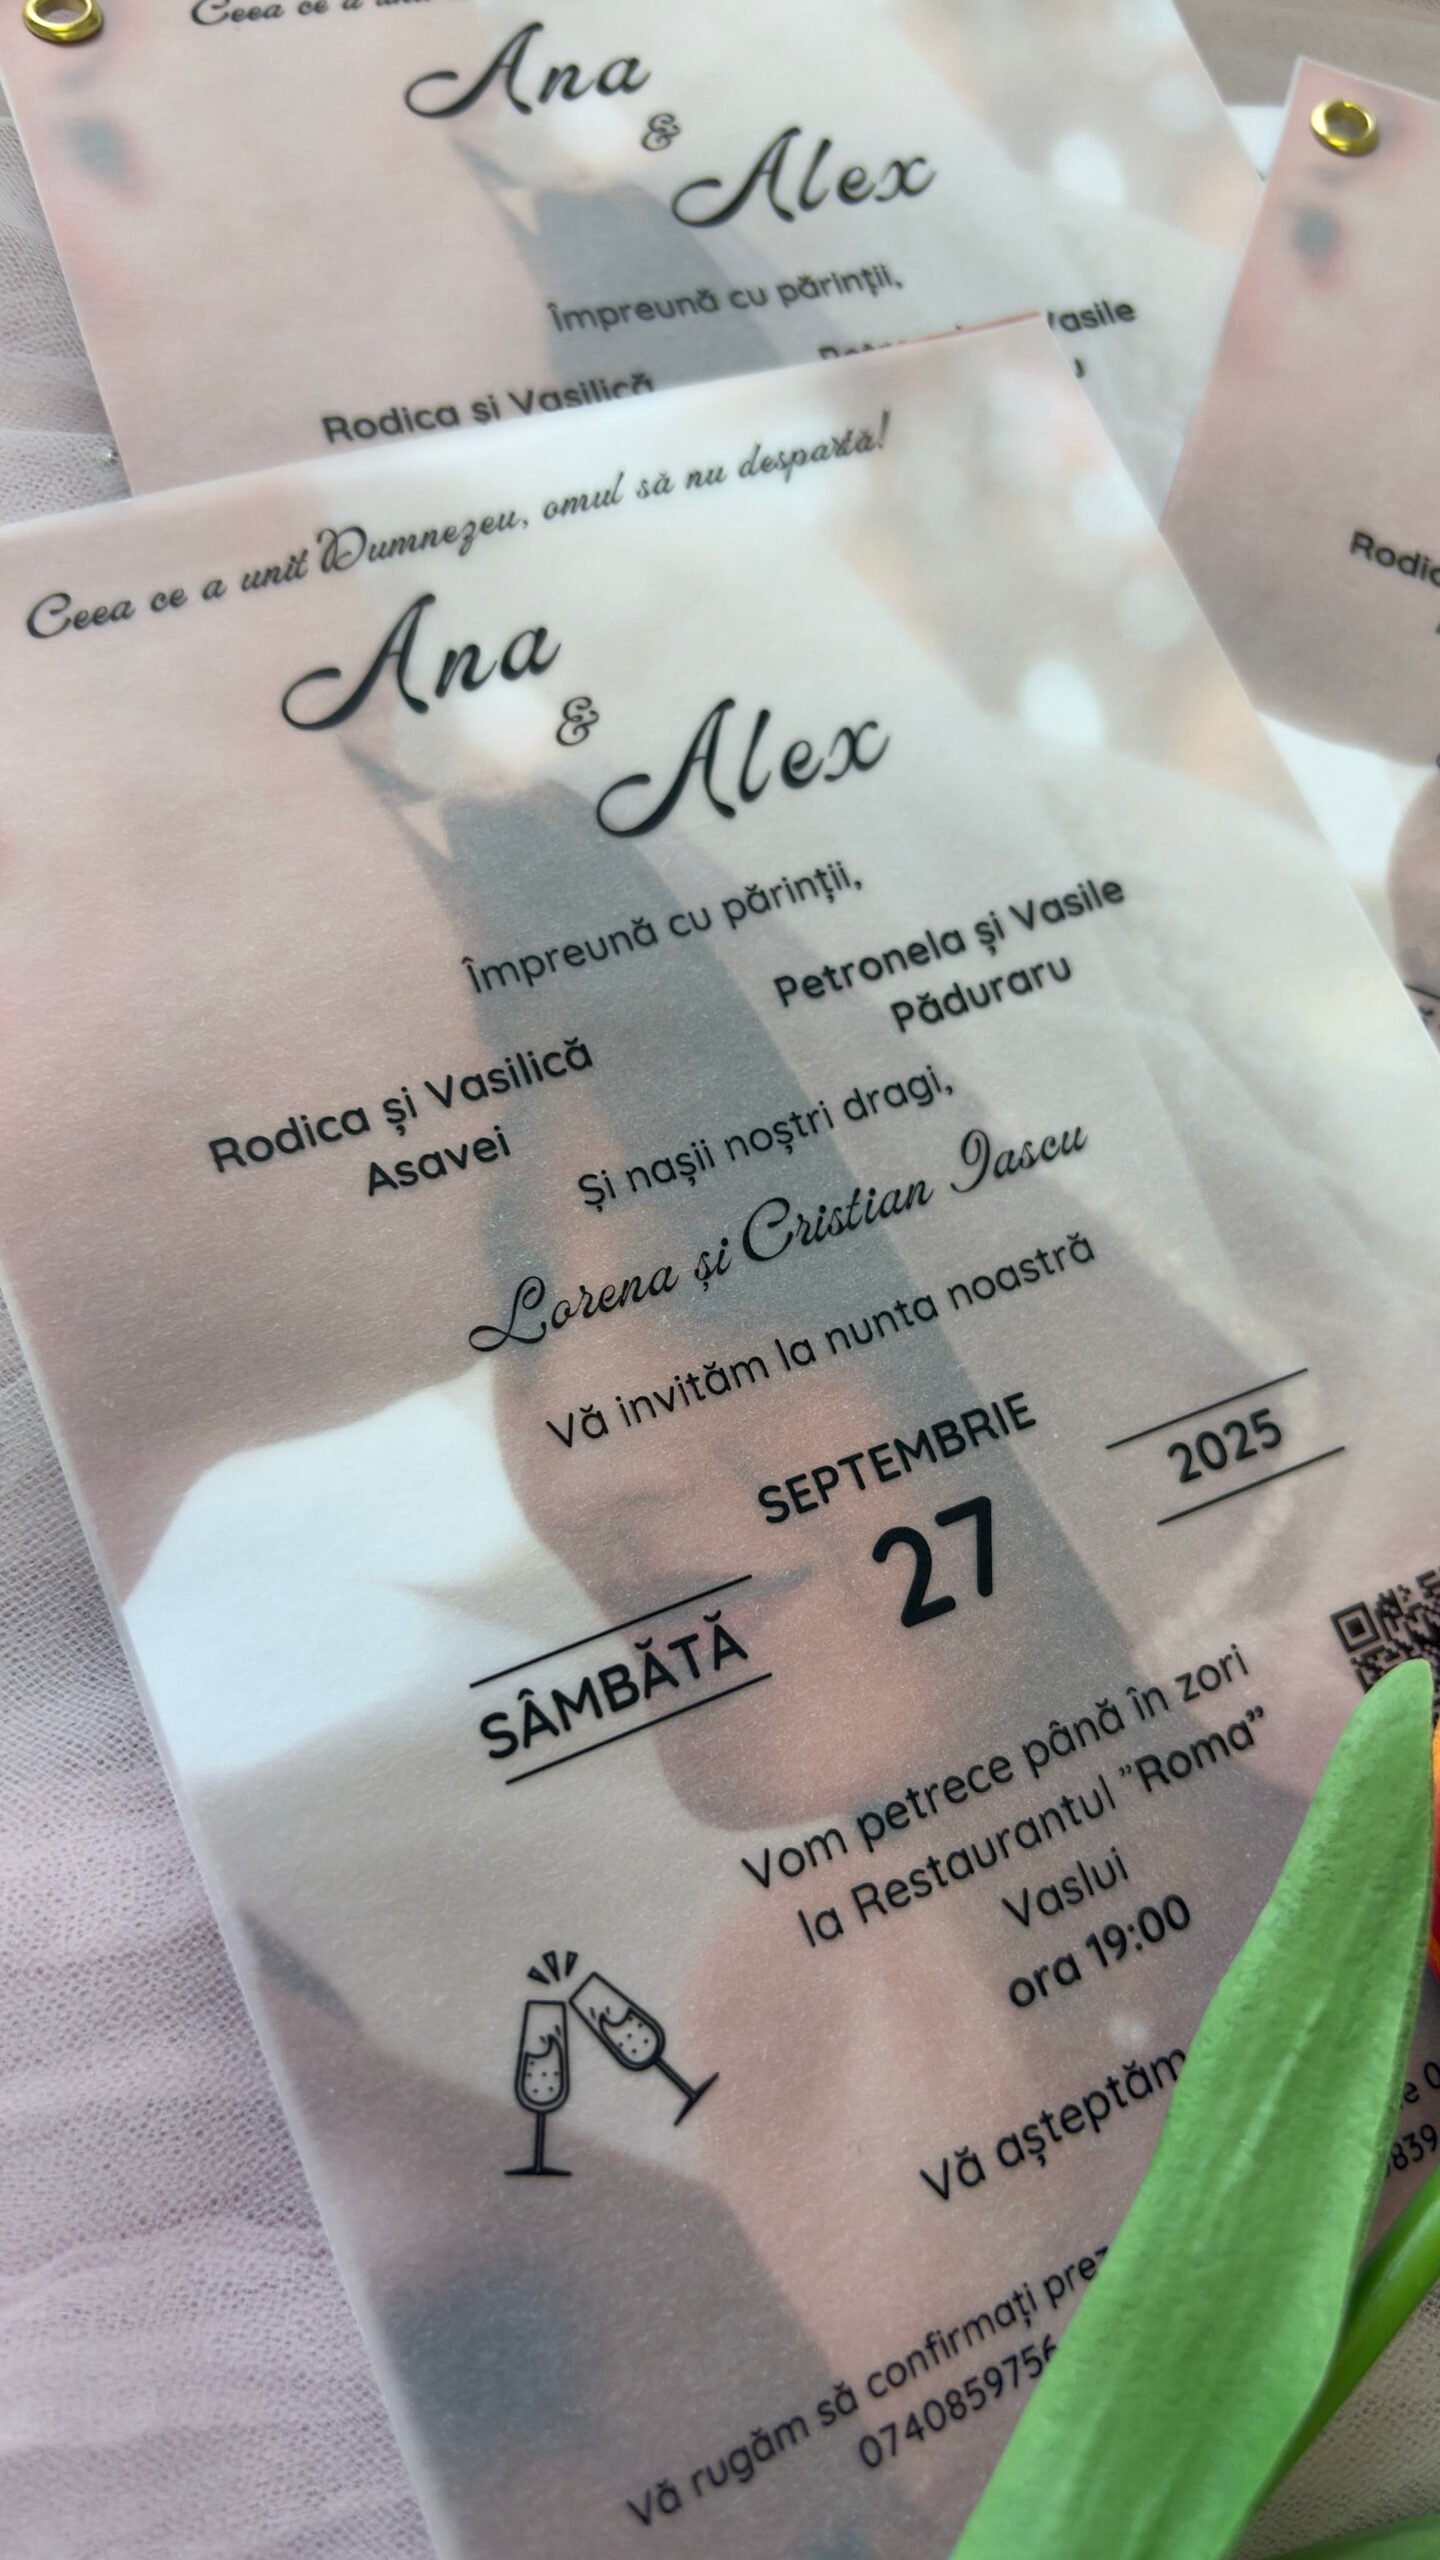 Ceea ce a
Ana
&
Alex
Împreună cu părinții,
Rodica și Vasilică
Vasile
Ceea ce a unit Dumnezeu, omul să nu despartă!
Ana
&
Alex
Împreună cu părinții,
Petronela și Vasile
Păduraru
Rodica și Vasilică
Asavei
Și nașii noștri dragi,
Lorena și Cristian Iascu
Vă invităm la nunta noastră
SEPTEMBRIE
2025
27
SÂMBĂTĂ
Vom petrece până în zori
la Restaurantul ”Roma”
Vaslui
ora 19:00
Vă așteptăm
Vă rugăm să confirmați
0740859756